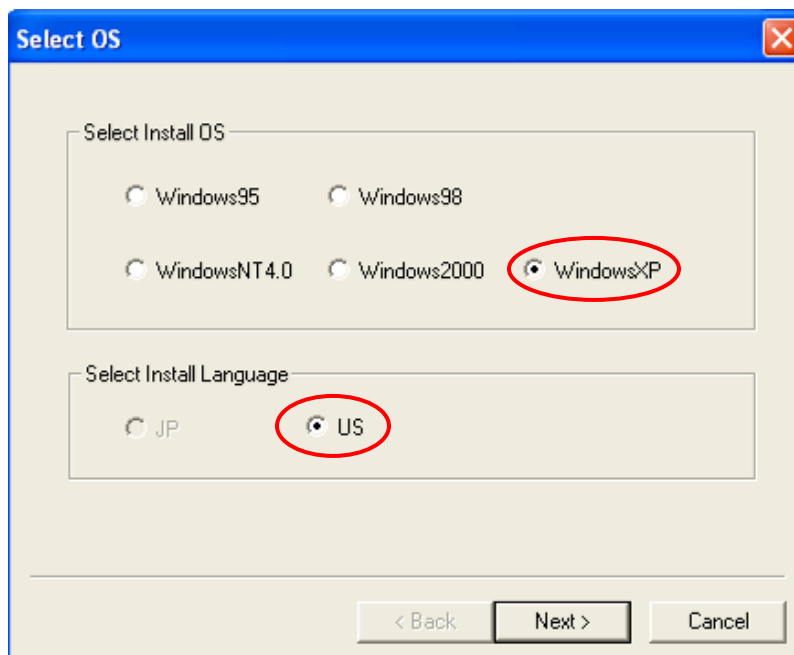 Select OS
Select Install OS
Windows95 Windows98
WindowsNT4.0 Windows2000 WindowsXP
Select Install Language
JP US
< Back Next > Cancel